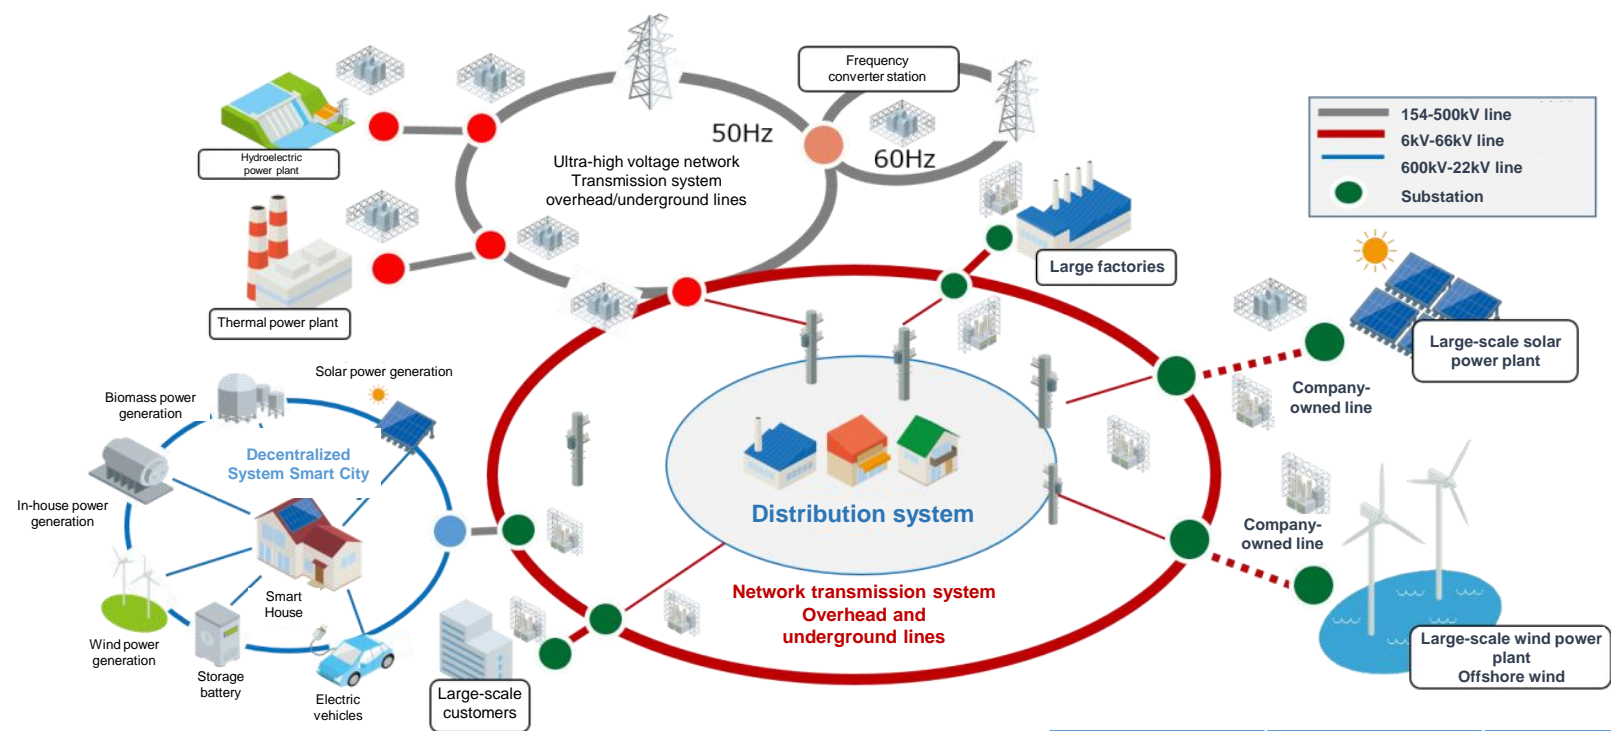 Frequency
converter station
50Hz
60Hz
Hydroelectric
power plant
Ultra-high voltage network
Transmission system
overhead/underground lines
154-500kV line
6kV-66kV line
600kV-22kV line
Substation
Large factories
Thermal power plant
Large-scale solar
power plant
Company-
owned line
Solar power generation
Biomass power
generation
Decentralized
System Smart City
In-house power
generation
Distribution system
Company-
owned line
Smart
House
Network transmission system
Overhead and
underground lines
Wind power
generation
Storage
battery
Electric
vehicles
Large-scale
customers
Large-scale wind power
plant
Offshore wind